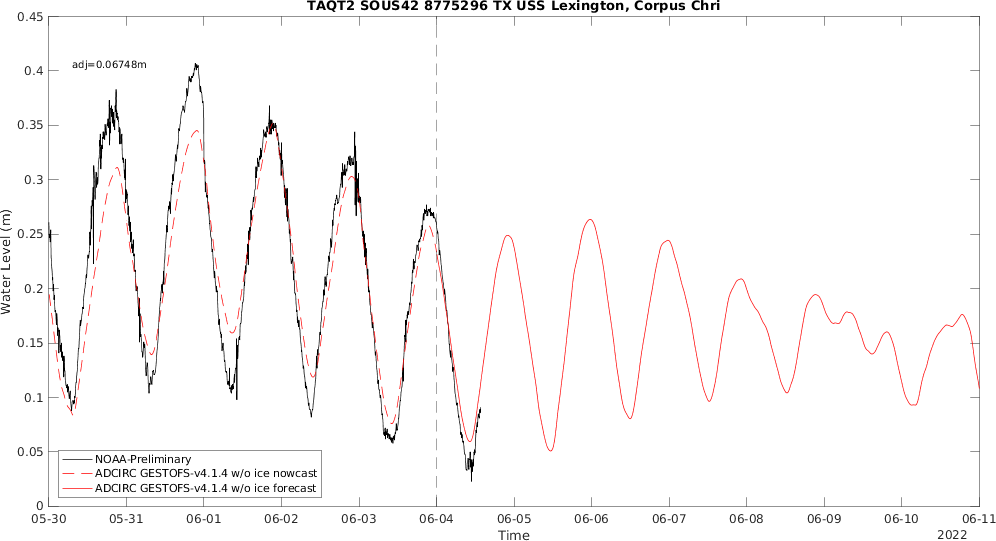 TAQT2 SOUS42 8775296 TX USS Lexington, Corpus Chri
adj=0.06748m
0.45
0.4
0.35
0.3
0.25
0.2
0.15
0.1
0.05
0
Water Level (m)
NOAA-Preliminary
ADCIRC GESTOFS-v4.1.4 w/o ice nowcast
ADCIRC GESTOFS-v4.1.4 w/o ice forecast
05-30 05-31 06-01 06-02 06-03 06-04 06-05 06-06 06-07 06-08 06-09 06-10 06-11
Time
2022